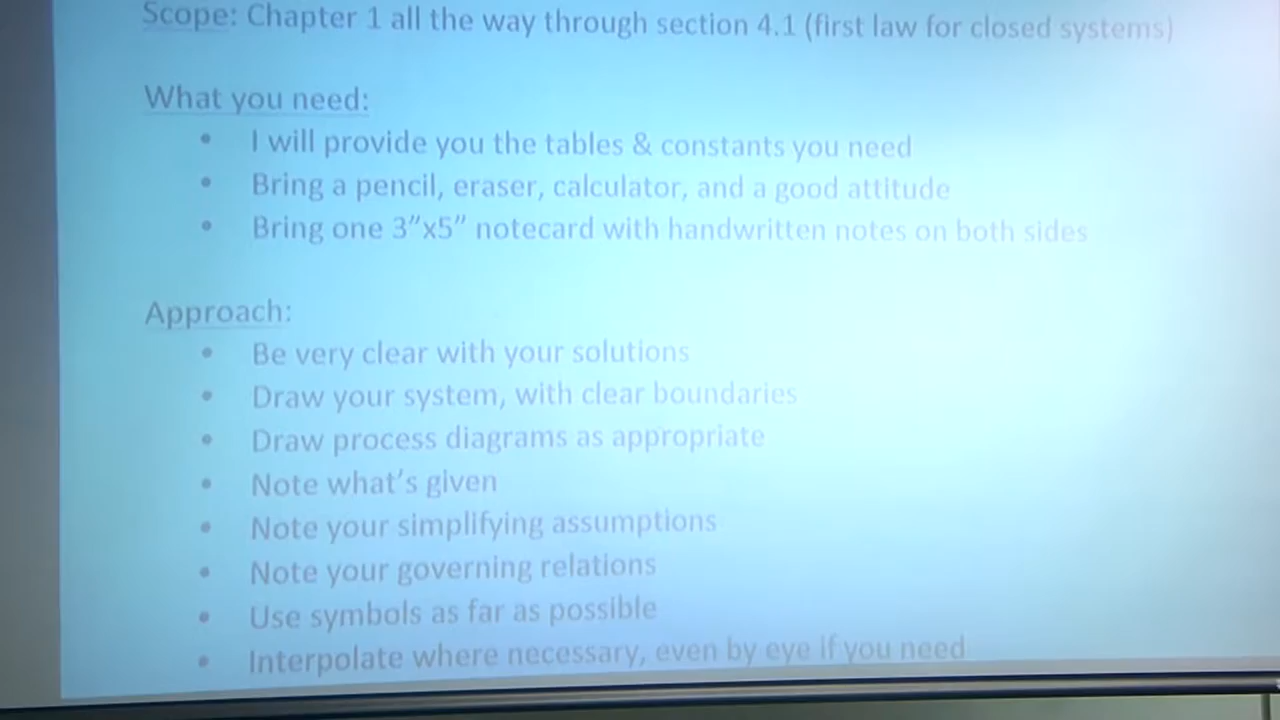 Scope: Chapter 1 all the way through section 4.1 (first law for closed systems)
What you need:
• I will provide you the tables & constants you need
• Bring a pencil, eraser, calculator, and a good attitude
• Bring one 3”x5” notecard with handwritten notes on both sides
Approach:
• Be very clear with your solutions
• Draw your system, with clear boundaries
• Draw process diagrams as appropriate
• Note what’s given
• Note your simplifying assumptions
• Note your governing relations
• Use symbols as far as possible
• Interpolate where necessary, even by eye if you need